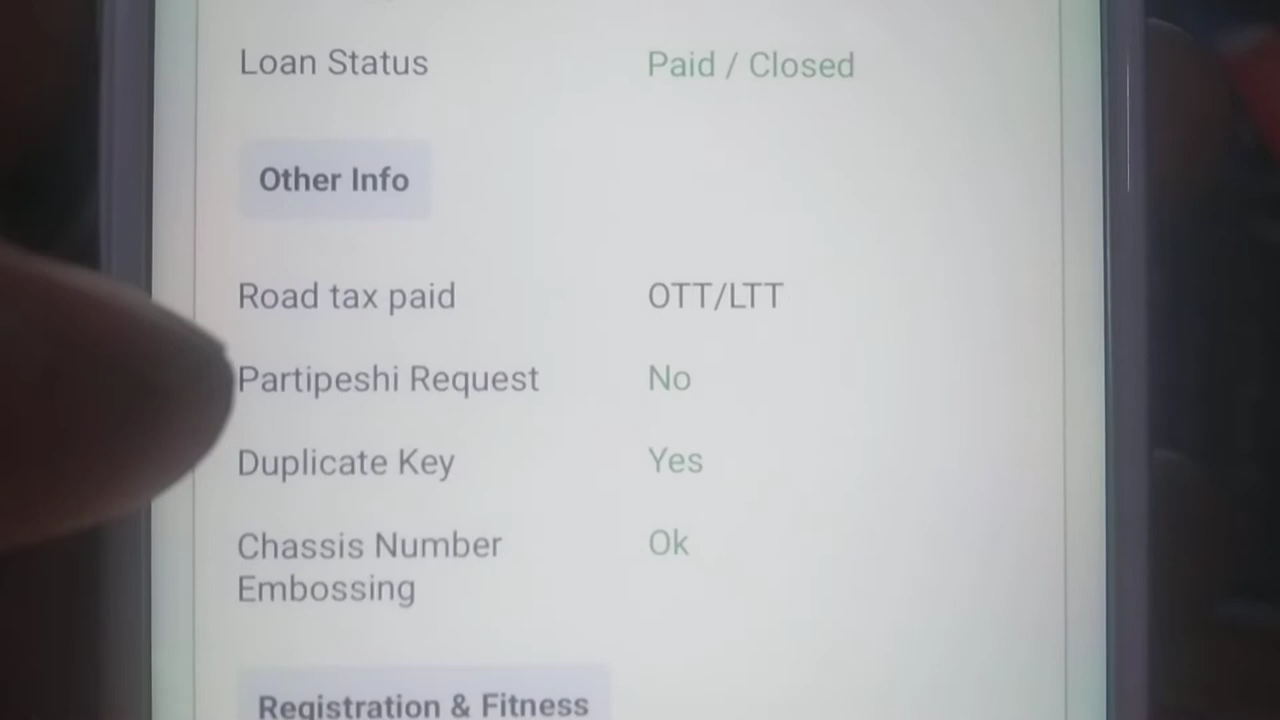 Loan Status Paid / Closed
Other Info
Road tax paid OTT/LTT
Partipeshi Request No
Duplicate Key Yes
Chassis Number Ok
Embossing
Registration & Fitness